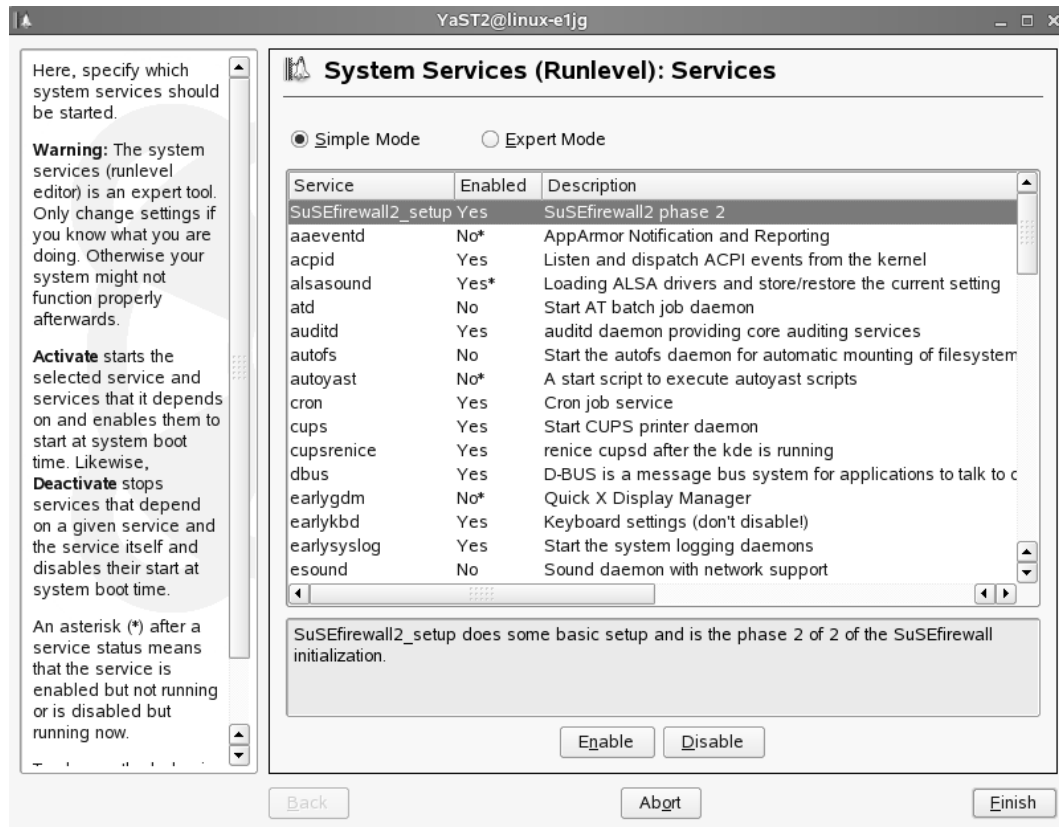 YaST2@linux-e1jg
Here, specify which
system services should
be started.
Warning: The system
services (runlevel
editor) is an expert tool.
Only change settings if
you know what you are
doing. Otherwise your
system might not
function properly
afterwards.
Activate starts the
selected service and
services that it depends
on and enables them to
start at system boot
time. Likewise,
Deactivate stops
services that depend
on a given service and
the service itself and
disables their start at
system boot time.
An asterisk (*) after a
service status means
that the service is
enabled but not running
or is disabled but
running now.
System Services (Runlevel): Services
Simple Mode Expert Mode
Service Enabled Description
SuSEfirewall2_setup Yes SuSEfirewall2 phase 2
aaeventd No* AppArmor Notification and Reporting
acpid Yes Listen and dispatch ACPI events from the kernel
alsasound Yes* Loading ALSA drivers and store/restore the current setting
atd No Start AT batch job daemon
auditd Yes auditd daemon providing core auditing services
autofs No Start the autofs daemon for automatic mounting of filesystem
autoyast No* A start script to execute autoyast scripts
cron Yes Cron job service
cups Yes Start CUPS printer daemon
cupsrenice Yes renice cupsd after the kde is running
dbus Yes D-BUS is a message bus system for applications to talk to
earlygdm No* Quick X Display Manager
earlykbd Yes Keyboard settings (don't disable!)
earlysyslog Yes Start the system logging daemons
esound No Sound daemon with network support
SuSEfirewall2_setup does some basic setup and is the phase 2 of 2 of the SuSEfirewall
initialization.
Enable Disable
Back Abort Finish